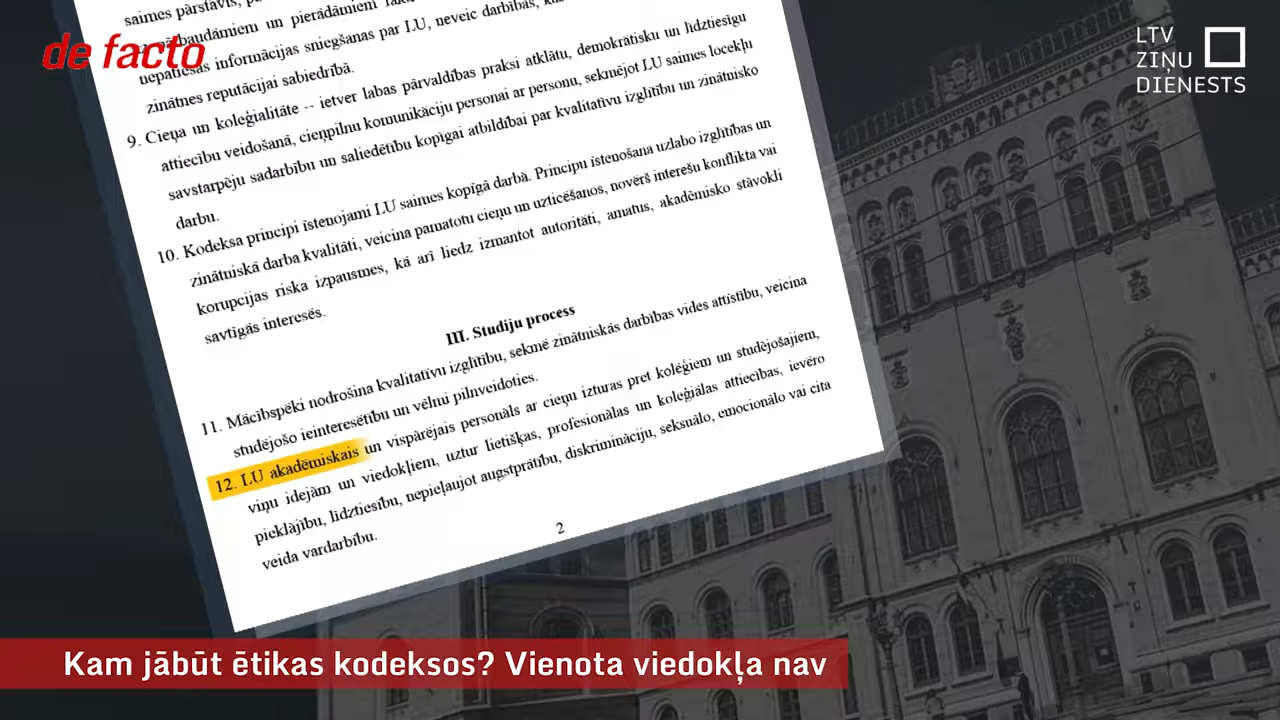 de facto
LTV
ZIŅU
DIENESTS
saimes pārstāvis,
nepatiesas informācijas sniegšanas par LU, neveic darbības,
zinātnes reputācijai sabiedrībā.
9. Cieņa un koleģialitāte -- ietver labas pārvaldības praksi atklātu, demokrātisku un līdztiesīgu
attiecību veidošanā, cieņpilnu komunikāciju personai ar personu, sekmējot LU saimes locekļu
savstarpēju sadarbību un saliedētību kopīgai atbildībai par kvalitatīvu izglītību un zinātnisko
darbu.
10. Kodeksa principi īstenojami LU saimes kopīgā darbā. Principu īstenošana uzlabo izglītības un
zinātniskā darba kvalitāti, veicina pamatotu cieņu un uzticēšanos, novērš interešu konflikta vai
korupcijas riska izpausmes, kā arī liedz izmantot autoritāti, amatus, akadēmisko stāvokli
savtīgās interesēs.
III. Studiju process
11. Mācībspēki nodrošina kvalitatīvu izglītību, sekmē zinātniskās darbības vides attīstību, veicina
studējošo ieinteresētību un vēlmi pilnveidoties.
12. LU akadēmiskais un vispārējais personāls ar cieņu izturas pret kolēģiem un studējošajiem,
viņu idejām un viedokļiem, uztur lietišķas, profesionālas un koleģiālas attiecības, ievēro
pieklājību, līdztiesību, nepieļaujot augstprātību, diskrimināciju, seksuālo, emocionālo vai cita
veida vardarbību.
2
Kam jābūt ētikas kodeksos? Vienota viedokļa nav